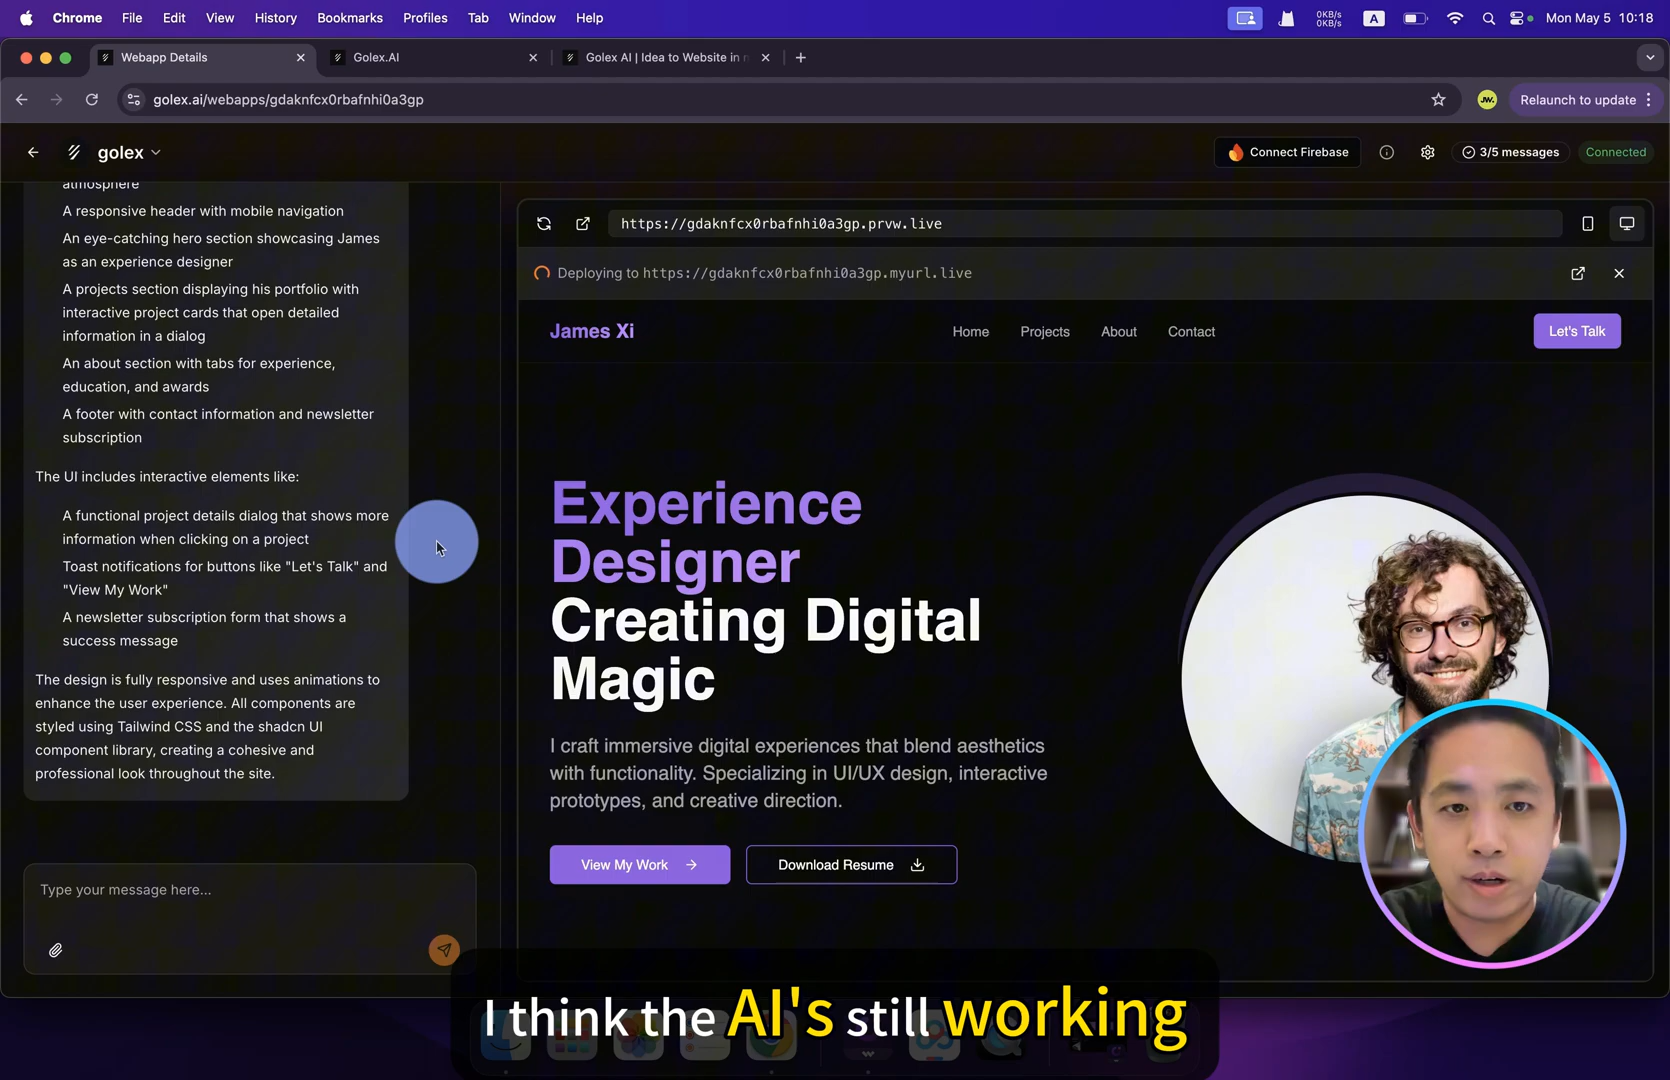 Chrome File Edit View History Bookmarks Profiles Tab Window Help
0KB/s
0KB/s
A
Mon May 5 10:18
Webapp Details
Golex.AI
Golex AI | Idea to Website in
golex.ai/webapps/gdaknfcx0rbafnhi0a3gp
JW.
Relaunch to update
golex
Connect Firebase
3/5 messages
Connected
atmosphere
A responsive header with mobile navigation
An eye-catching hero section showcasing James
as an experience designer
A projects section displaying his portfolio with
interactive project cards that open detailed
information in a dialog
An about section with tabs for experience,
education, and awards
A footer with contact information and newsletter
subscription
The UI includes interactive elements like:
A functional project details dialog that shows more
information when clicking on a project
Toast notifications for buttons like "Let's Talk" and
"View My Work"
A newsletter subscription form that shows a
success message
The design is fully responsive and uses animations to
enhance the user experience. All components are
styled using Tailwind CSS and the shadcn UI
component library, creating a cohesive and
professional look throughout the site.
Type your message here...
https://gdaknfcx0rbafnhi0a3gp.prvw.live
Deploying to https://gdaknfcx0rbafnhi0a3gp.myurl.live
James Xi
Home Projects About Contact
Let's Talk
Experience
Designer
Creating Digital
Magic
I craft immersive digital experiences that blend aesthetics
with functionality. Specializing in UI/UX design, interactive
prototypes, and creative direction.
View My Work
Download Resume
I think the AI's still working